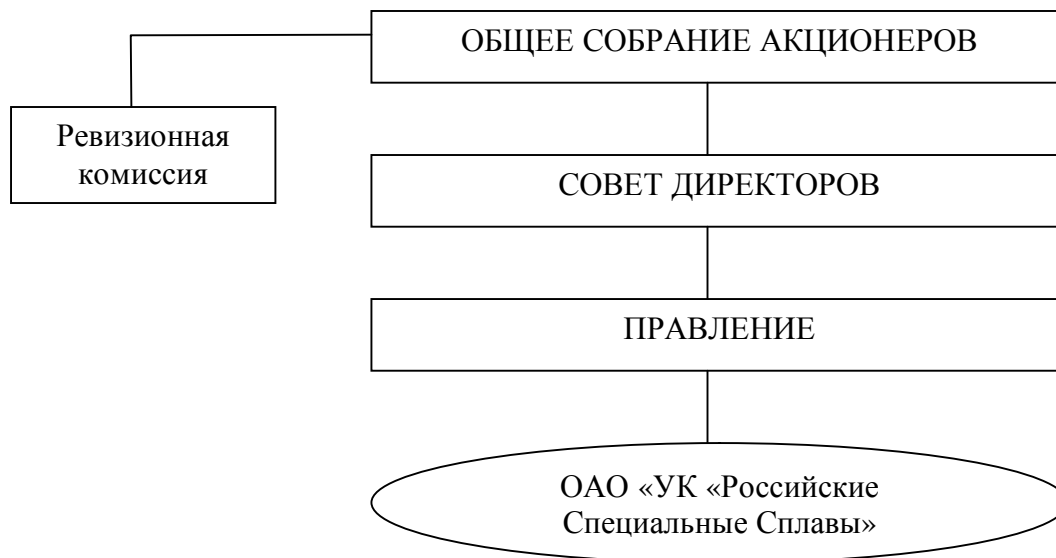 ОБЩЕЕ СОБРАНИЕ АКЦИОНЕРОВ
Ревизионная
комиссия
СОВЕТ ДИРЕКТОРОВ
ПРАВЛЕНИЕ
ОАО «УК «Российские
Специальные Сплавы»